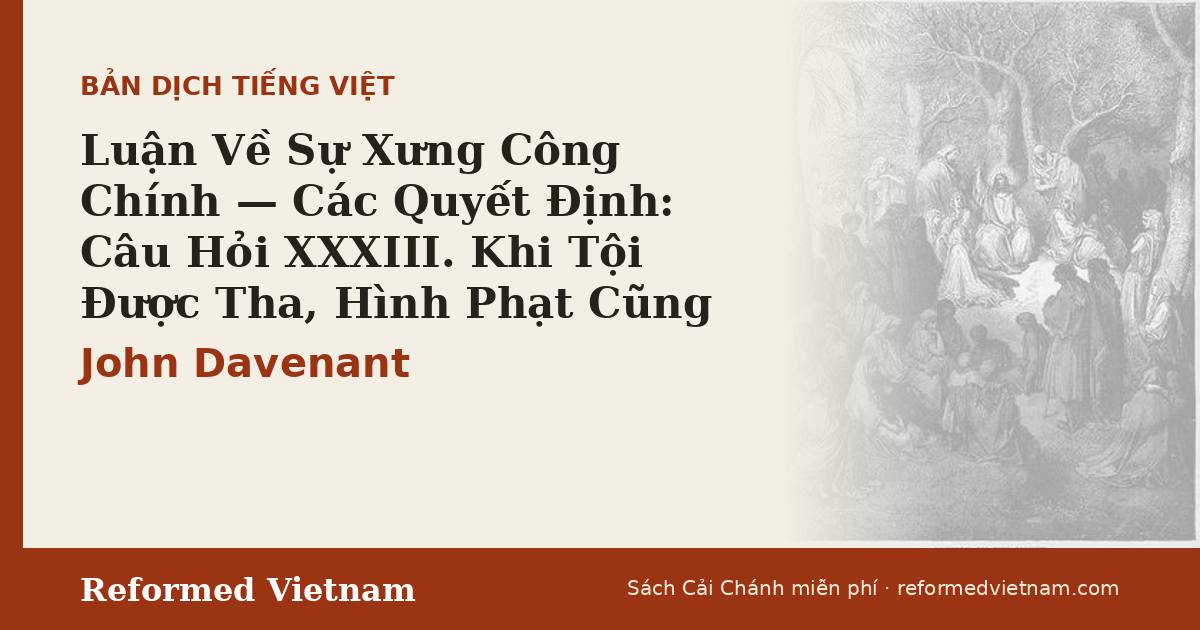 BẢN DỊCH TIẾNG VIỆT
Luận Về Sự Xưng Công
Chính — Các Quyết Định:
Câu Hỏi XXXIII. Khi Tội
Được Tha, Hình Phạt Cũng
John Davenant
Reformed Vietnam
Sách Cải Chánh miễn phí · reformedvietnam.com